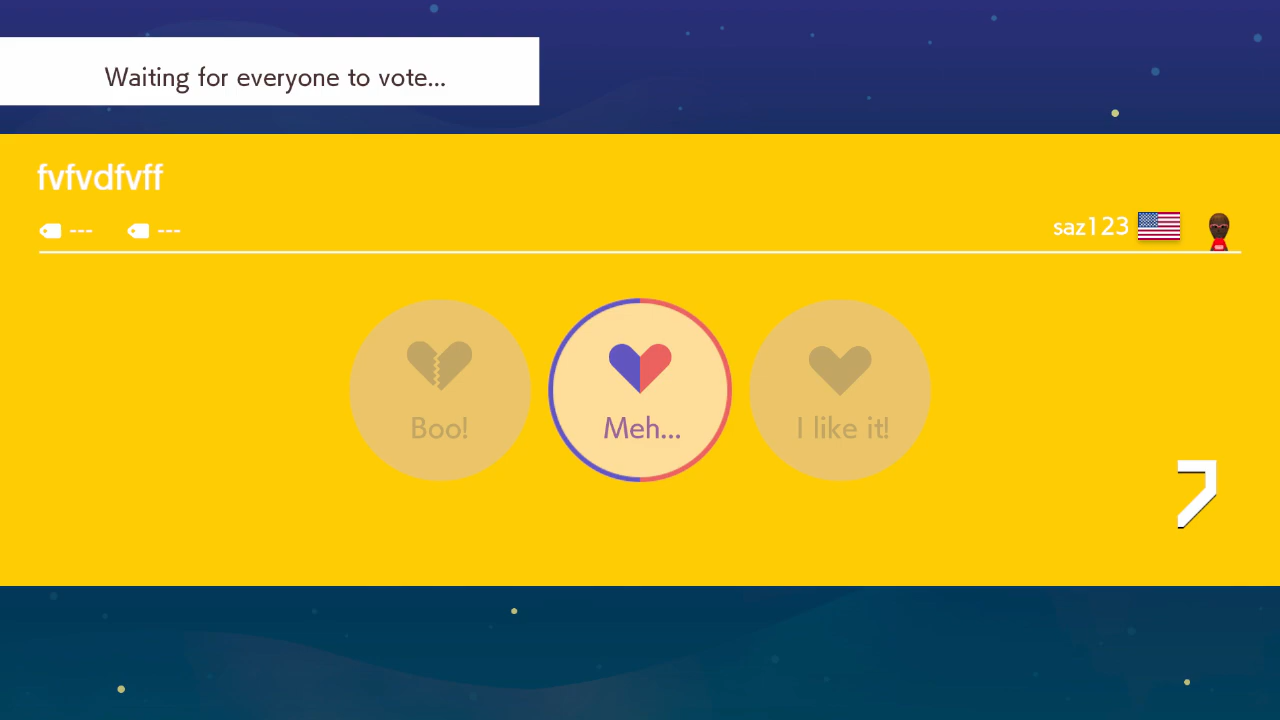 Waiting for everyone to vote...
fvfvdfvff
--- ---
saz123
Boo!
Meh...
I like it!
7